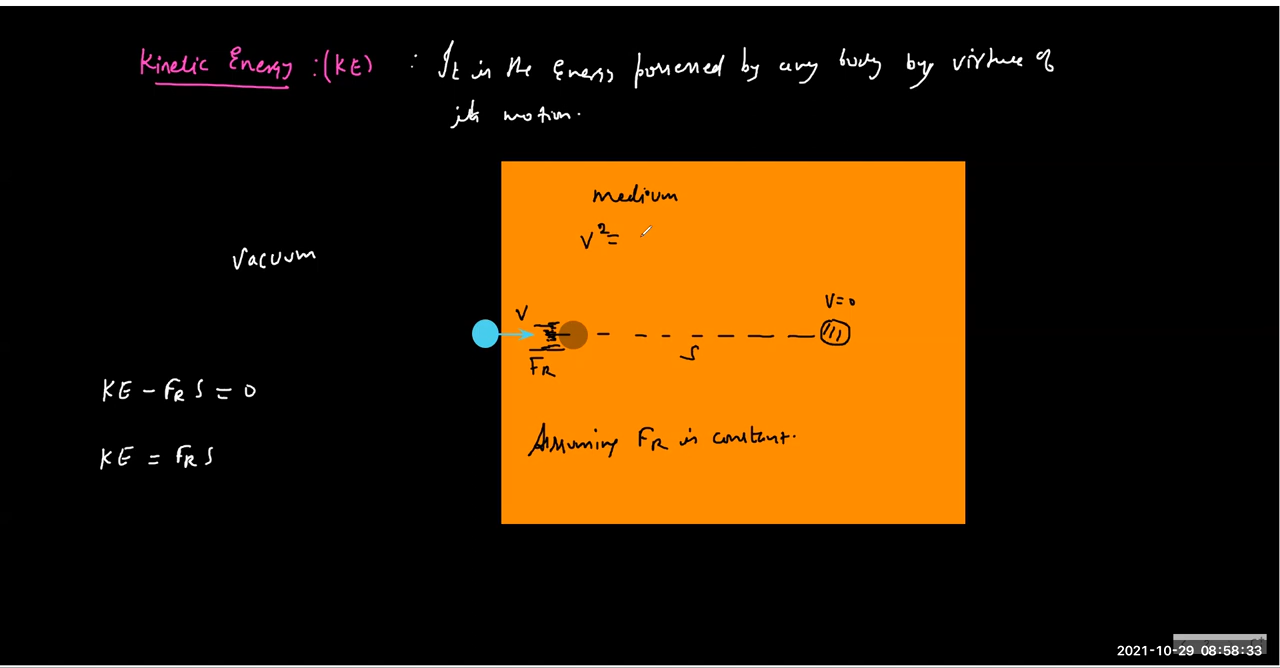 Kinetic Energy :(KE) : It is the Energy possessed by any body by virtue of
its motion.
medium
V² =
Vacuum
V
V=0
S
FR
KE - FR S = 0
Assuming FR is constant.
KE = FR S
2021-10-29 08:58:33